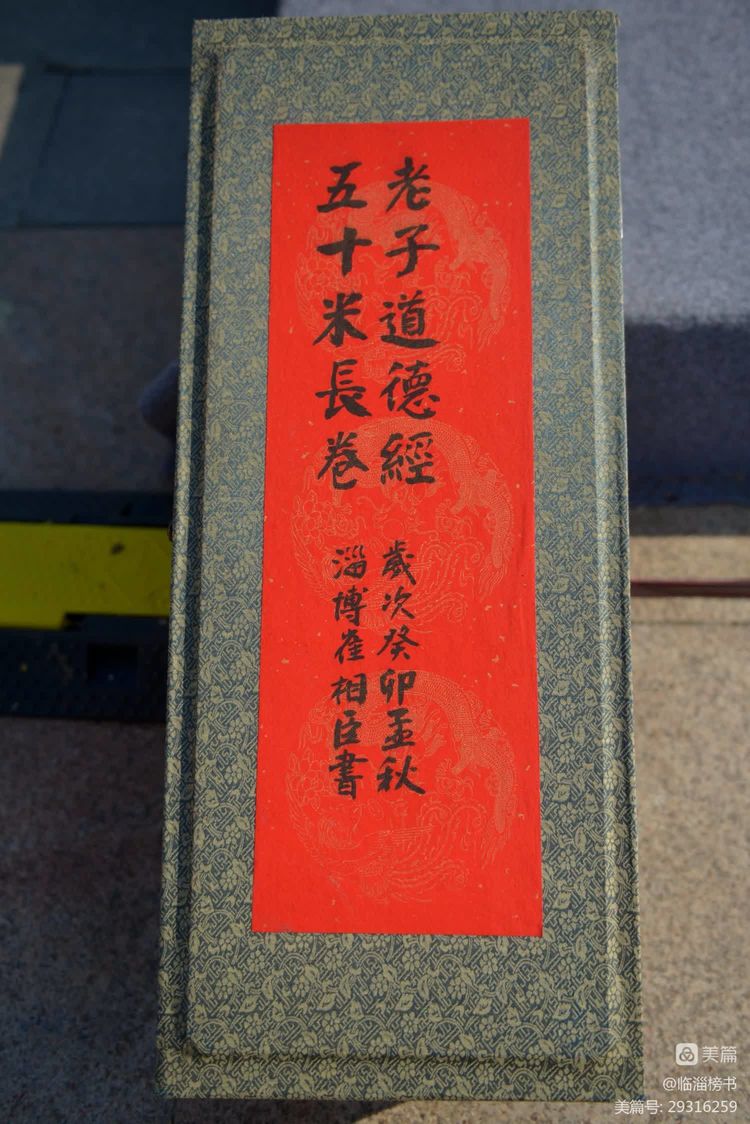 老子道德經
五十米長卷
歲次癸卯孟秋
淄博崔相臣書
美篇
@临淄榜书
美篇号: 29316259